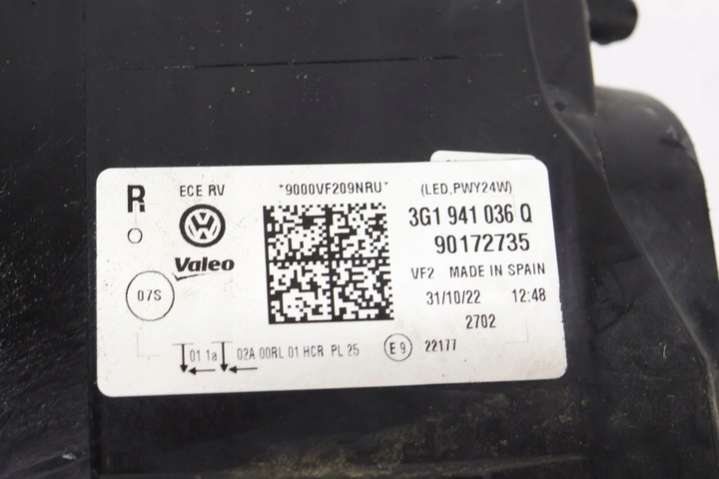 R ECE RV *9000VF209NRU* (LED,PWY24W)
3G1 941 036 Q
90172735
Valeo
VF2 MADE IN SPAIN
07S
31/10/22 12:48
2702
01 1a 02A 00RL 01 HCR PL 25 E9 22177